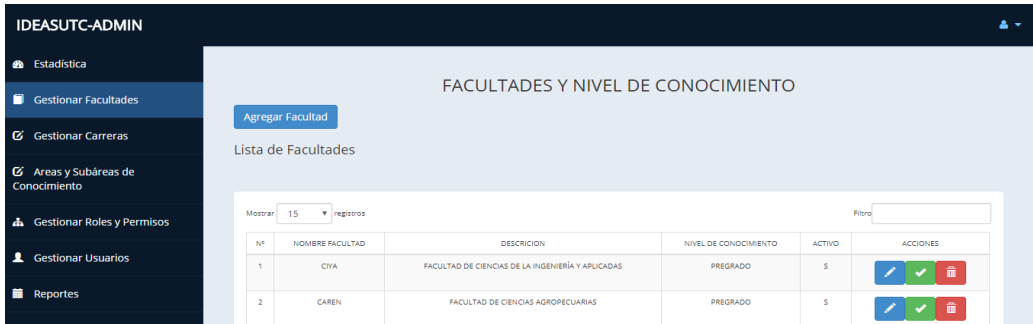 IDEASUTC-ADMIN
Estadística
Gestionar Facultades
Gestionar Carreras
Areas y Subáreas de
Conocimiento
Gestionar Roles y Permisos
Gestionar Usuarios
Reportes
FACULTADES Y NIVEL DE CONOCIMIENTO
Agregar Facultad
Lista de Facultades
Mostrar 15 registros Filtro
Nº NOMBRE FACULTAD DESCRICION NIVEL DE CONOCIMIENTO ACTIVO ACCIONES
1 CIYA FACULTAD DE CIENCIAS DE LA INGENIERÍA Y APLICADAS PREGRADO S
2 CAREN FACULTAD DE CIENCIAS AGROPECUARIAS PREGRADO S